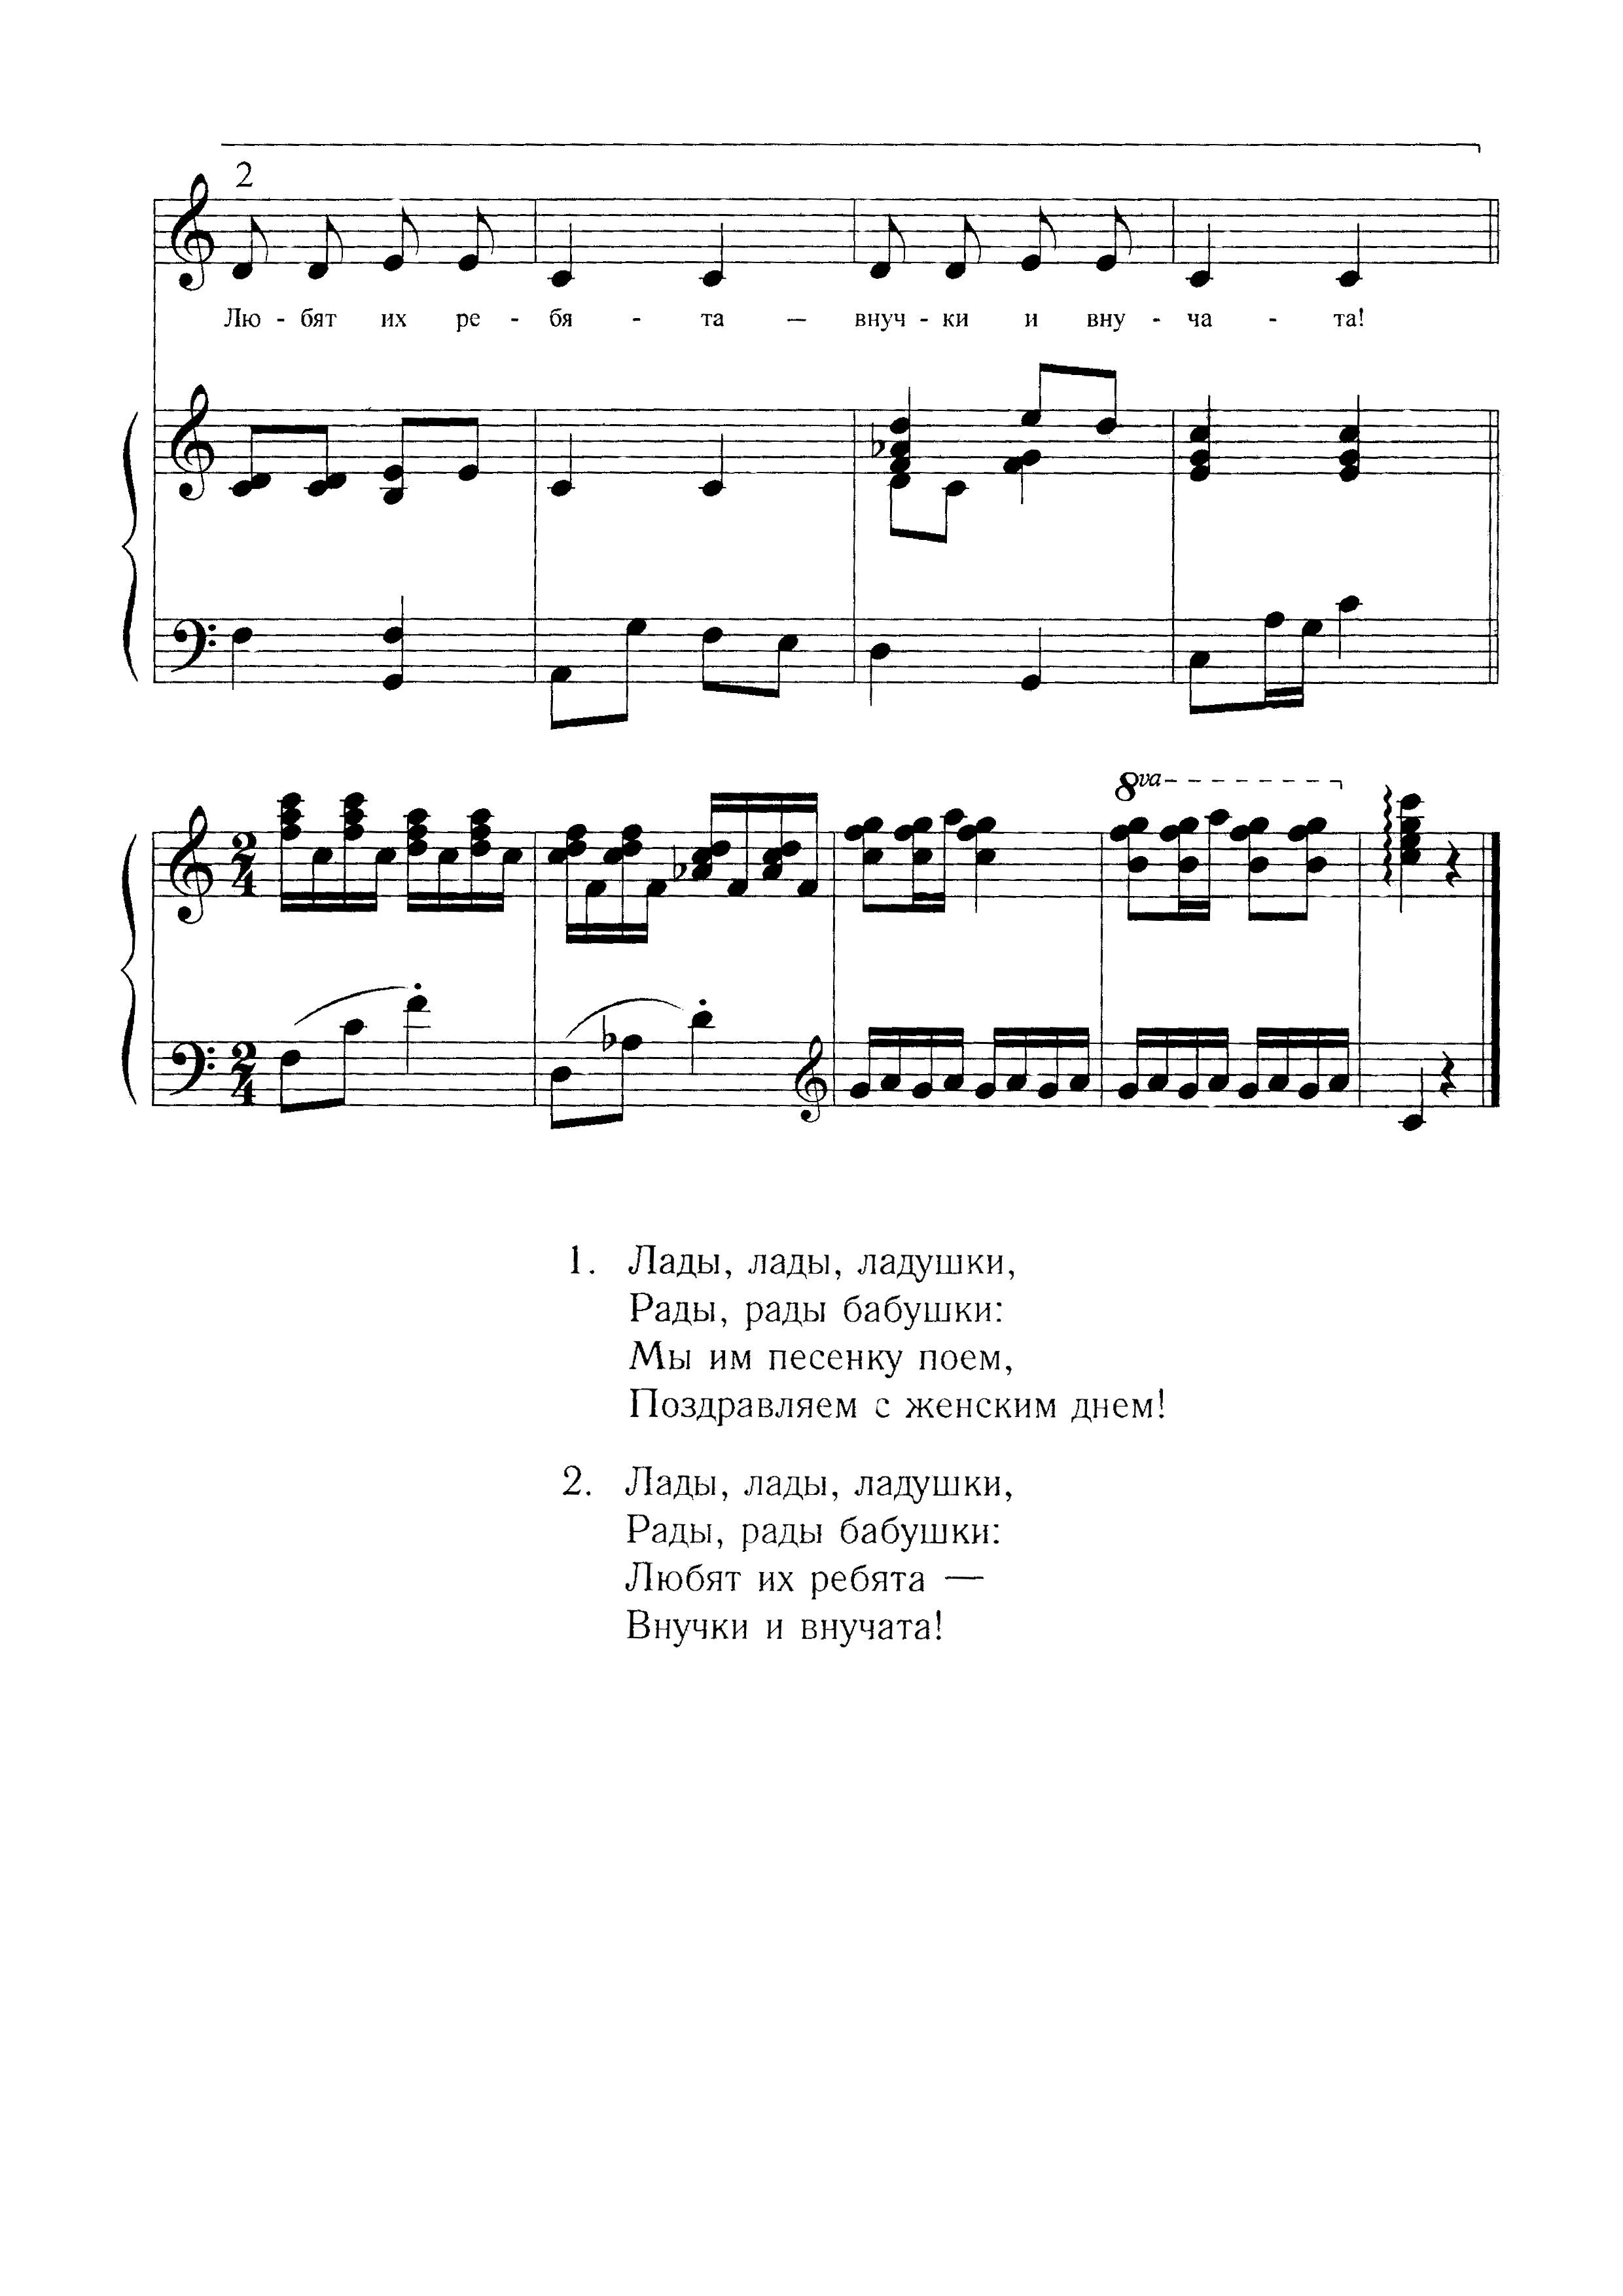 2
Лю - бят их ре - бя - та — внуч - ки и вну - ча - та!
8va
1. Лады, лады, ладушки,
Рады, рады бабушки:
Мы им песенку поем,
Поздравляем с женским днем!
2. Лады, лады, ладушки,
Рады, рады бабушки:
Любят их ребята —
Внучки и внучата!